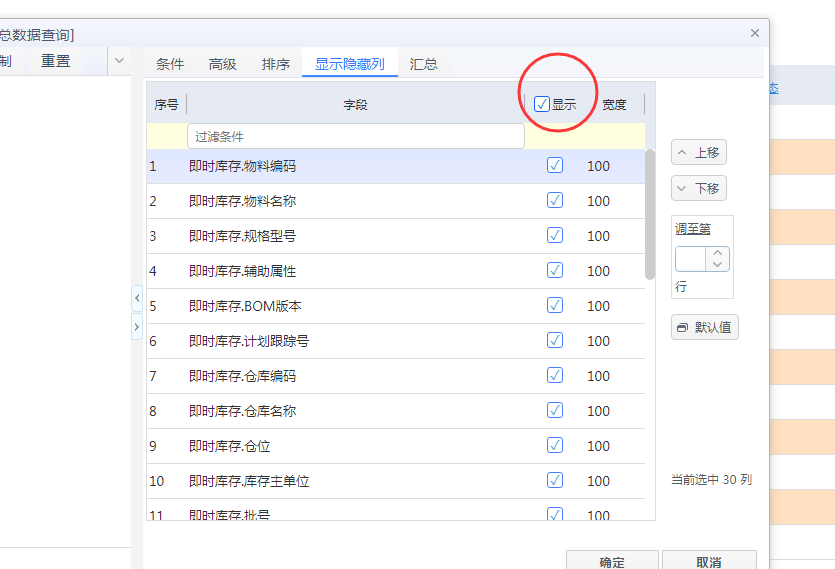 总数据查询]
制 重置
条件 高级 排序 显示隐藏列 汇总
序号 字段 显示 宽度
过滤条件
1 即时库存.物料编码 100
2 即时库存.物料名称 100
3 即时库存.规格型号 100
4 即时库存.辅助属性 100
5 即时库存.BOM版本 100
6 即时库存.计划跟踪号 100
7 即时库存.仓库编码 100
8 即时库存.仓库名称 100
9 即时库存.仓位 100
10 即时库存.库存主单位 100
11 即时库存.批号 100
上移
下移
调至第
行
默认值
当前选中 30 列
确定 取消
态